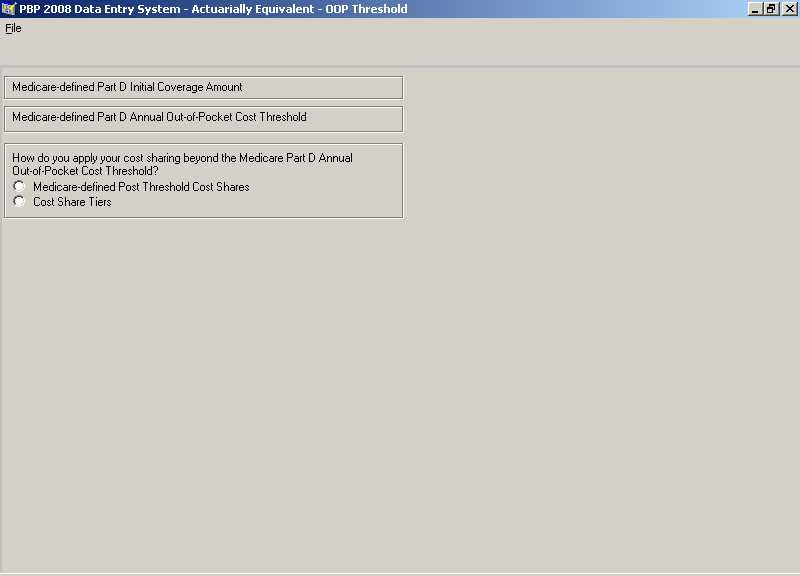 PBP 2008 Data Entry System - Actuarially Equivalent - OOP Threshold
File
Medicare-defined Part D Initial Coverage Amount
Medicare-defined Part D Annual Out-of-Pocket Cost Threshold
How do you apply your cost sharing beyond the Medicare Part D Annual
Out-of-Pocket Cost Threshold?
Medicare-defined Post Threshold Cost Shares
Cost Share Tiers